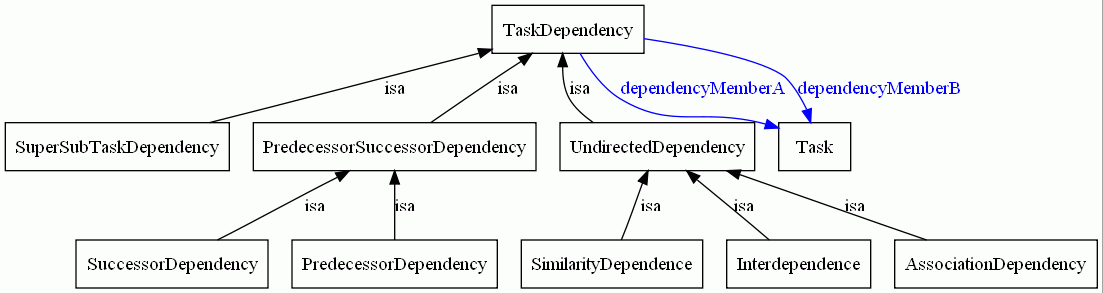 TaskDependency
isa
isa
isa
dependencyMemberA
dependencyMemberB
SuperSubTaskDependency
PredecessorSuccessorDependency
UndirectedDependency
Task
isa
isa
isa
isa
isa
SuccessorDependency
PredecessorDependency
SimilarityDependence
Interdependence
AssociationDependency